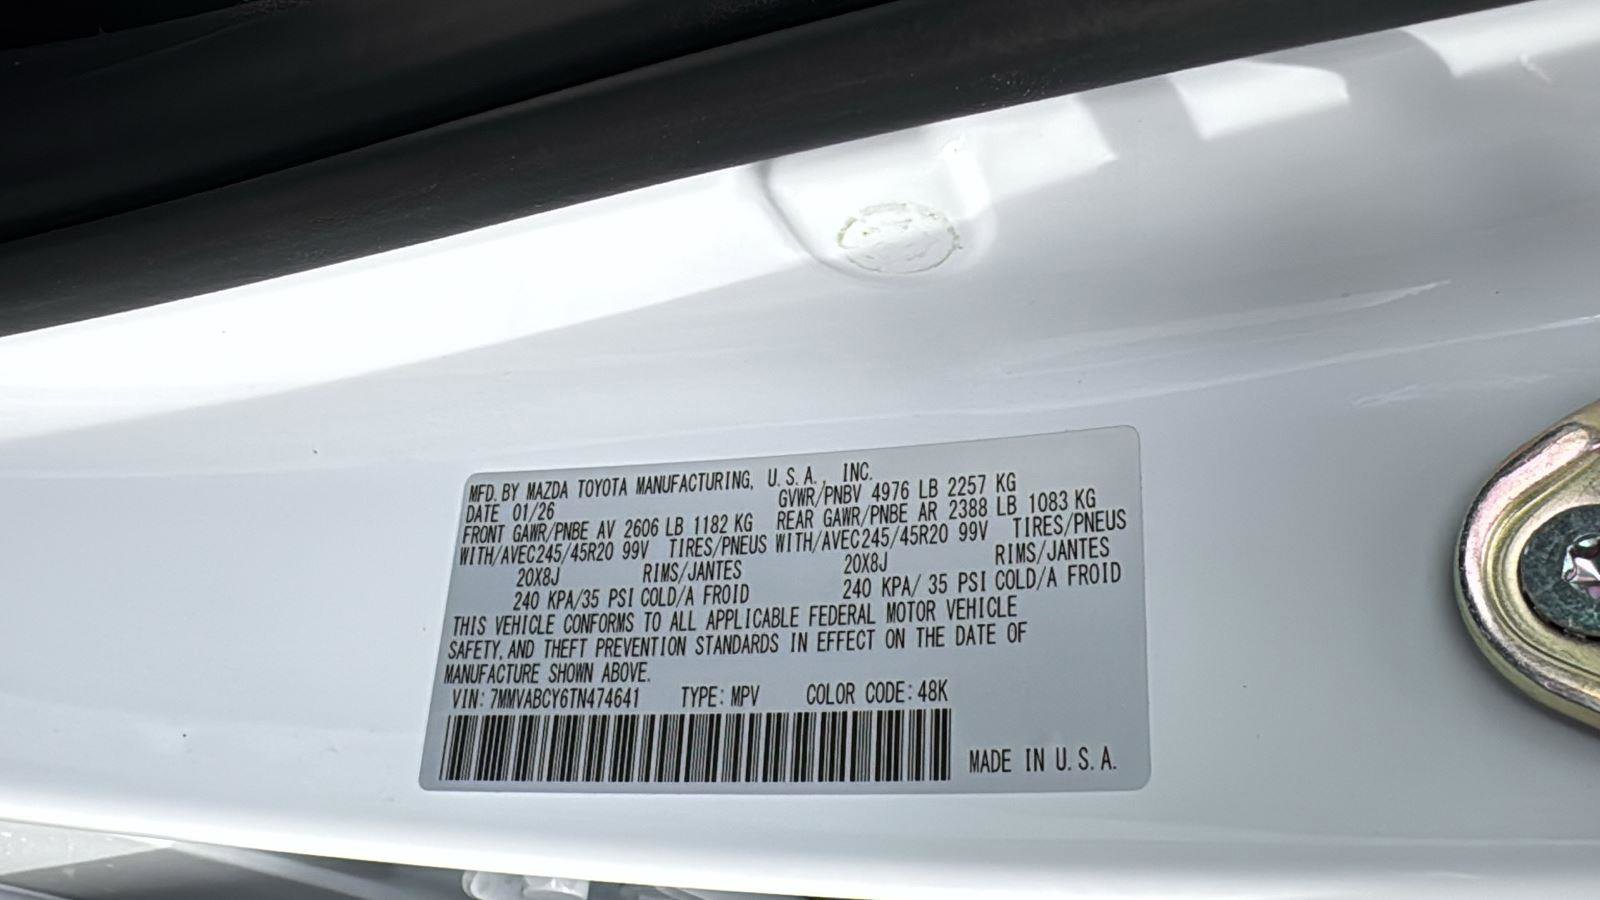 MFD. BY MAZDA TOYOTA MANUFACTURING, U.S.A., INC.
DATE 01/26 GVWR/PNBV 4976 LB 2257 KG
FRONT GAWR/PNBE AV 2606 LB 1182 KG REAR GAWR/PNBE AR 2388 LB 1083 KG
WITH/AVEC245/45R20 99V TIRES/PNEUS WITH/AVEC245/45R20 99V TIRES/PNEUS
20X8J RIMS/JANTES 20X8J RIMS/JANTES
240 KPA/35 PSI COLD/A FROID 240 KPA/ 35 PSI COLD/A FROID
THIS VEHICLE CONFORMS TO ALL APPLICABLE FEDERAL MOTOR VEHICLE
SAFETY, AND THEFT PREVENTION STANDARDS IN EFFECT ON THE DATE OF
MANUFACTURE SHOWN ABOVE.
VIN: 7MMVABCY6TN474641 TYPE: MPV COLOR CODE: 48K
MADE IN U.S.A.